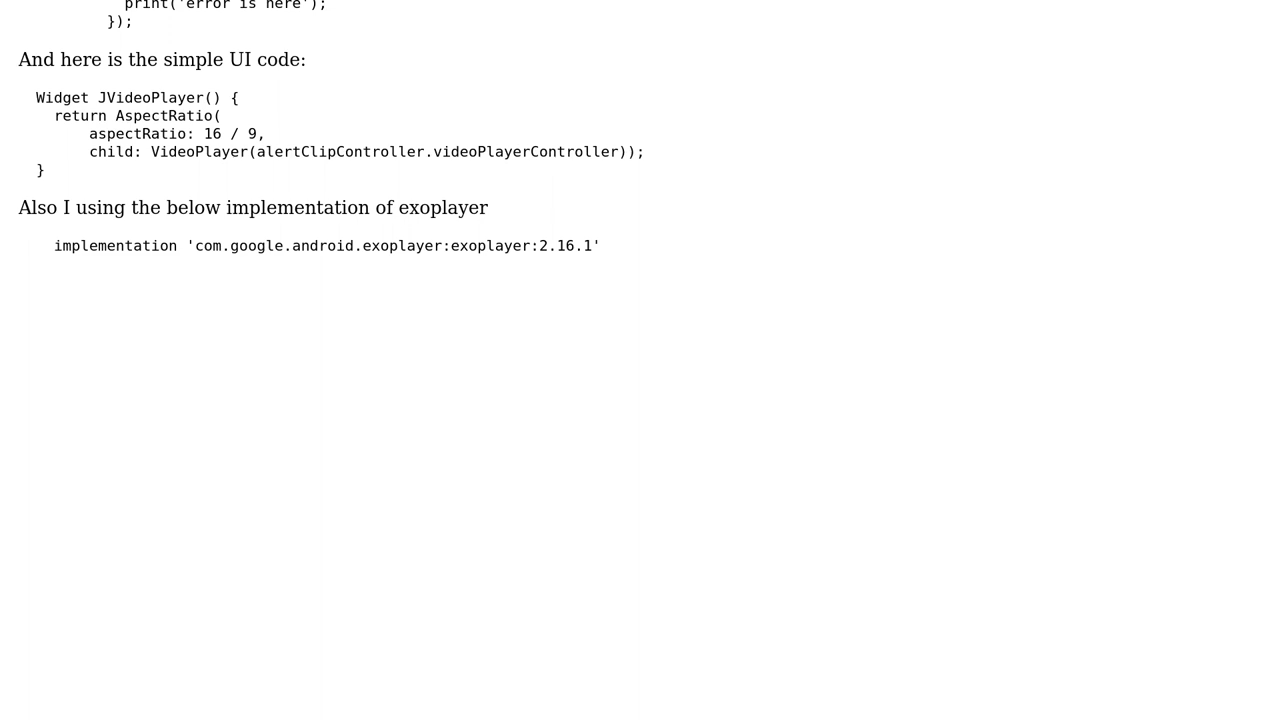 print('error is here');
});
And here is the simple UI code:
Widget JVideoPlayer() {
return AspectRatio(
aspectRatio: 16 / 9,
child: VideoPlayer(alertClipController.videoPlayerController));
}
Also I using the below implementation of exoplayer
implementation 'com.google.android.exoplayer:exoplayer:2.16.1'